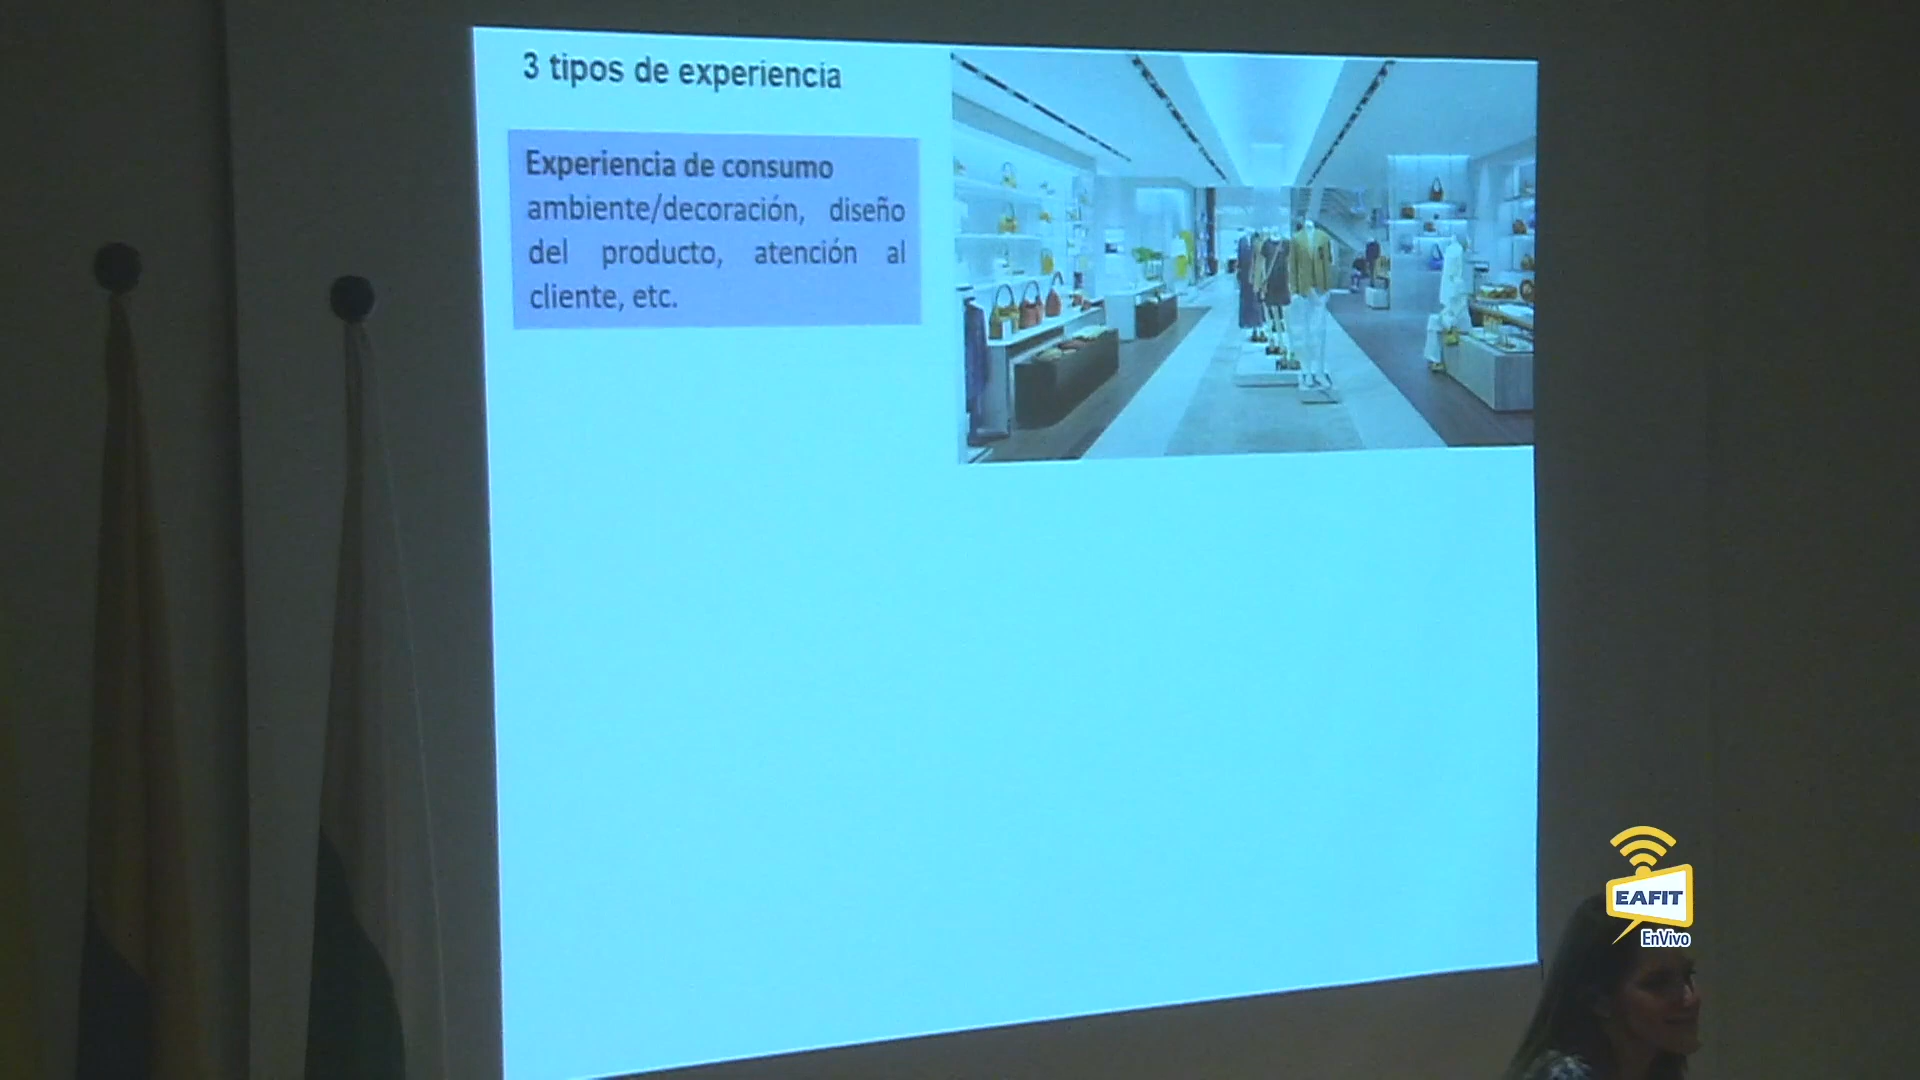 3 tipos de experiencia
Experiencia de consumo
ambiente/decoración, diseño
del producto, atención al
cliente, etc.
EAFIT
EnVivo